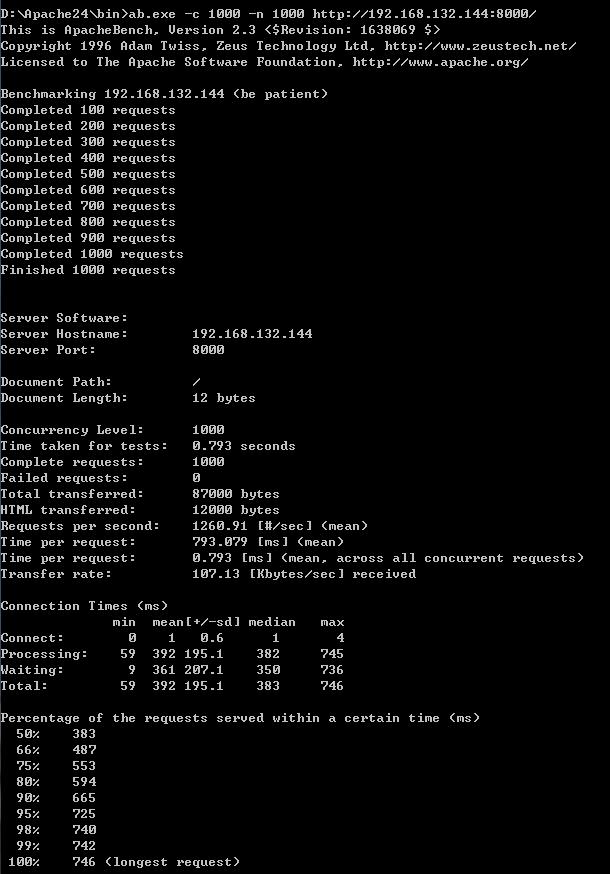 D:\Apache24\bin>ab.exe -c 1000 -n 1000 http://192.168.132.144:8000/
This is ApacheBench, Version 2.3 <$Revision: 1638069 $>
Copyright 1996 Adam Twiss, Zeus Technology Ltd, http://www.zeustech.net/
Licensed to The Apache Software Foundation, http://www.apache.org/
Benchmarking 192.168.132.144 (be patient)
Completed 100 requests
Completed 200 requests
Completed 300 requests
Completed 400 requests
Completed 500 requests
Completed 600 requests
Completed 700 requests
Completed 800 requests
Completed 900 requests
Completed 1000 requests
Finished 1000 requests
Server Software:
Server Hostname:        192.168.132.144
Server Port:            8000
Document Path:          /
Document Length:        12 bytes
Concurrency Level:      1000
Time taken for tests:   0.793 seconds
Complete requests:      1000
Failed requests:        0
Total transferred:      87000 bytes
HTML transferred:       12000 bytes
Requests per second:    1260.91 [#/sec] (mean)
Time per request:       793.079 [ms] (mean)
Time per request:       0.793 [ms] (mean, across all concurrent requests)
Transfer rate:          107.13 [Kbytes/sec] received
Connection Times (ms)
              min  mean[+/-sd] median   max
Connect:        0    1   0.6      1       4
Processing:    59  392 195.1    382     745
Waiting:        9  361 207.1    350     736
Total:         59  392 195.1    383     746
Percentage of the requests served within a certain time (ms)
  50%    383
  66%    487
  75%    553
  80%    594
  90%    665
  95%    725
  98%    740
  99%    742
 100%    746 (longest request)